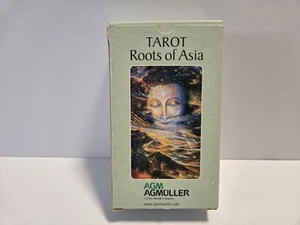 TAROT
Roots of Asia
AGM
AGMÜLLER